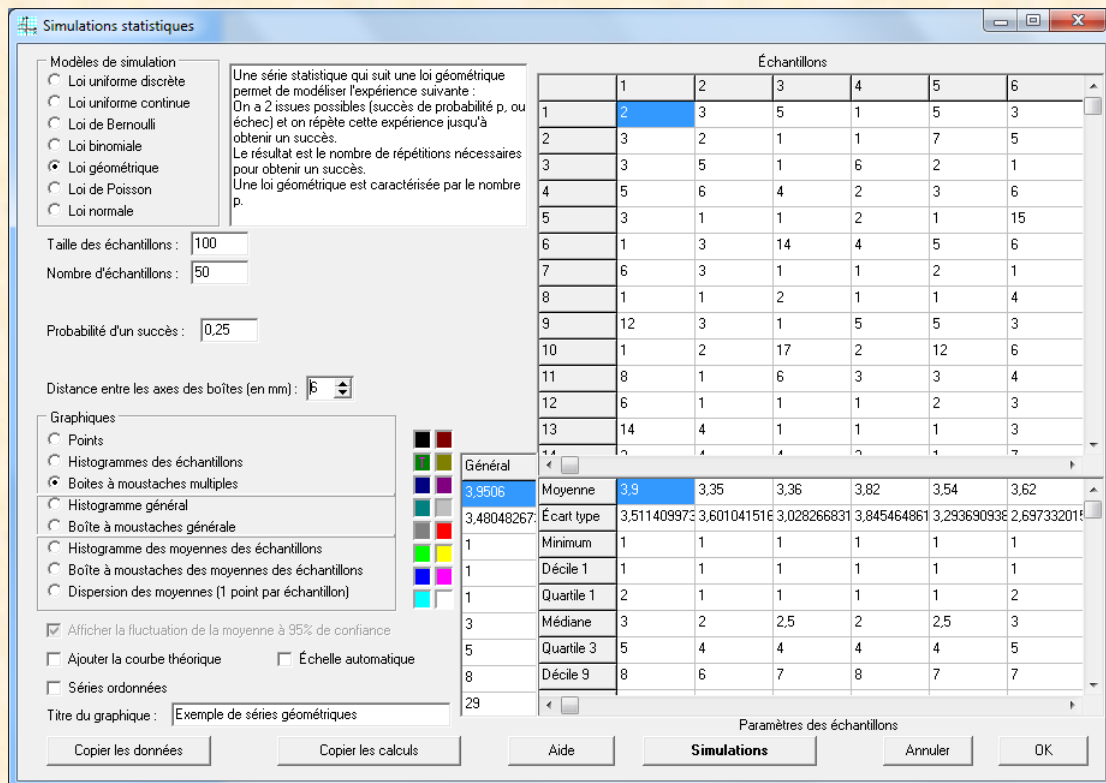 Simulations statistiques
Modèles de simulation
Loi uniforme discrète
Loi uniforme continue
Loi de Bernoulli
Loi binomiale
Loi géométrique
Loi de Poisson
Loi normale
Une série statistique qui suit une loi géométrique
permet de modéliser l'expérience suivante :
On a 2 issues possibles (succès de probabilité p, ou
échec) et on répète cette expérience jusqu'à
obtenir un succès.
Le résultat est le nombre de répétitions nécessaires
pour obtenir un succès.
Une loi géométrique est caractérisée par le nombre
p.
Taille des échantillons : 100
Nombre d'échantillons : 50
Probabilité d'un succès : 0,25
Distance entre les axes des boîtes (en mm) : 6
Graphiques
Points
Histogrammes des échantillons
Boites à moustaches multiples
Histogramme général
Boîte à moustaches générale
Histogramme des moyennes des échantillons
Boîte à moustaches des moyennes des échantillons
Dispersion des moyennes (1 point par échantillon)
Afficher la fluctuation de la moyenne à 95% de confiance
Ajouter la courbe théorique
Échelle automatique
Séries ordonnées
Titre du graphique : Exemple de séries géométriques
T
Échantillons
1 2 3 4 5 6
1 2 3 5 1 5 3
2 3 2 1 1 7 5
3 3 5 1 6 2 1
4 5 6 4 2 3 6
5 3 1 1 2 1 15
6 1 3 14 4 5 6
7 6 3 1 1 2 1
8 1 1 2 1 1 4
9 12 3 1 5 5 3
10 1 2 17 2 12 6
11 8 1 6 3 3 4
12 6 1 1 1 2 3
13 14 4 1 1 1 3
Général
3,9506
3,48048267
1
1
1
3
5
8
29
Moyenne 3,9 3,35 3,36 3,82 3,54 3,62
Écart type 3,511409973 3,601041516 3,028266831 3,845464861 3,293690938 2,697332015
Minimum 1 1 1 1 1 1
Décile 1 1 1 1 1 1 1
Quartile 1 2 1 1 1 1 2
Médiane 3 2 2,5 2 2,5 3
Quartile 3 5 4 4 4 4 5
Décile 9 8 6 7 8 7 7
Paramètres des échantillons
Copier les données
Copier les calculs
Aide
Simulations
Annuler
OK